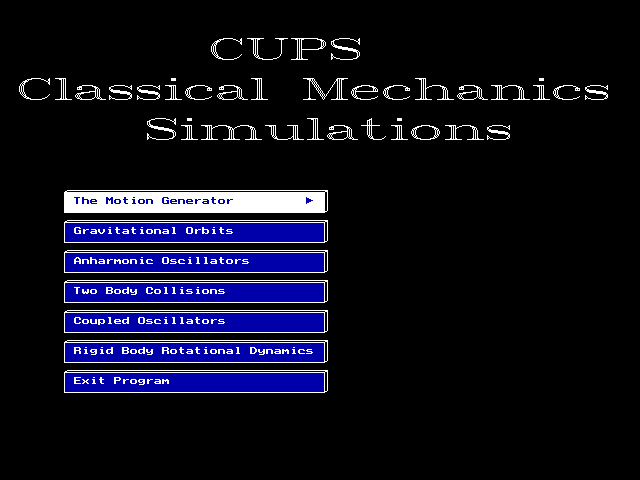 CUPS
Classical Mechanics
Simulations
The Motion Generator
Gravitational Orbits
Anharmonic Oscillators
Two Body Collisions
Coupled Oscillators
Rigid Body Rotational Dynamics
Exit Program